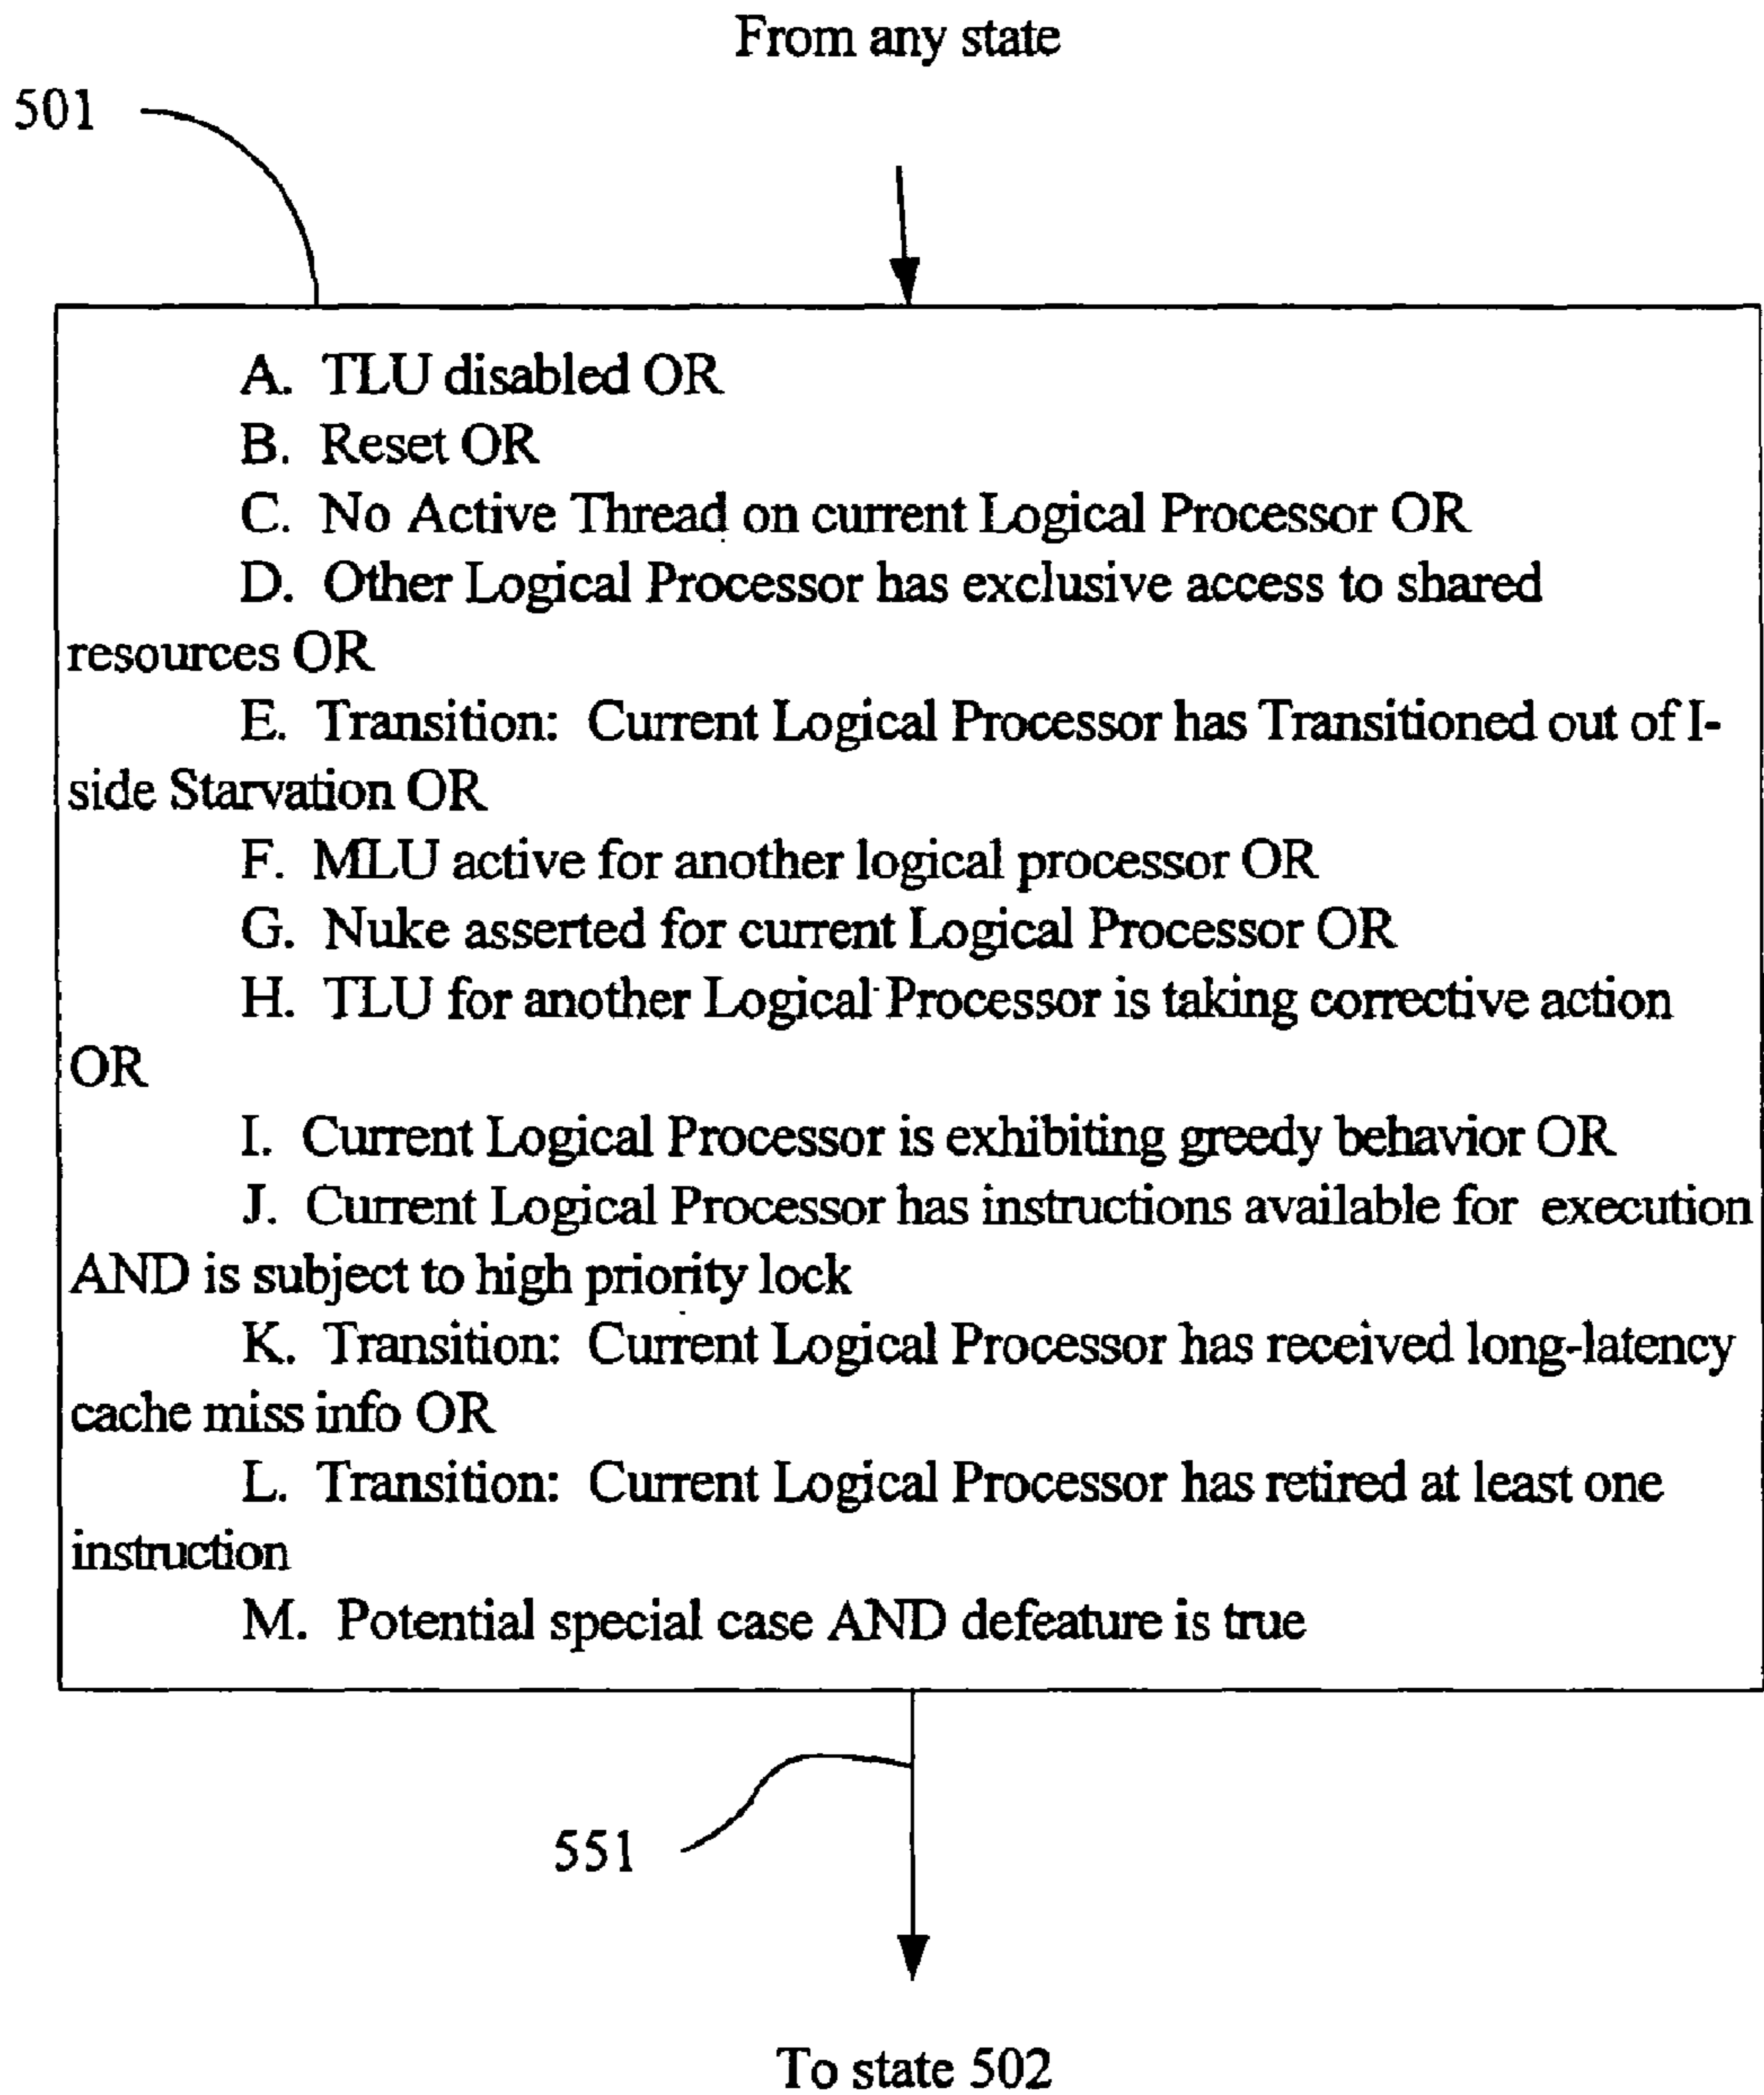 From any state
501
A. TLU disabled OR
B. Reset OR
C. No Active Thread on current Logical Processor OR
D. Other Logical Processor has exclusive access to shared
resources OR
E. Transition: Current Logical Processor has Transitioned out of I-
side Starvation OR
F. MLU active for another logical processor OR
G. Nuke asserted for current Logical Processor OR
H. TLU for another Logical Processor is taking corrective action
OR
I. Current Logical Processor is exhibiting greedy behavior OR
J. Current Logical Processor has instructions available for execution
AND is subject to high priority lock
K. Transition: Current Logical Processor has received long-latency
cache miss info OR
L. Transition: Current Logical Processor has retired at least one
instruction
M. Potential special case AND defeature is true
551
To state 502